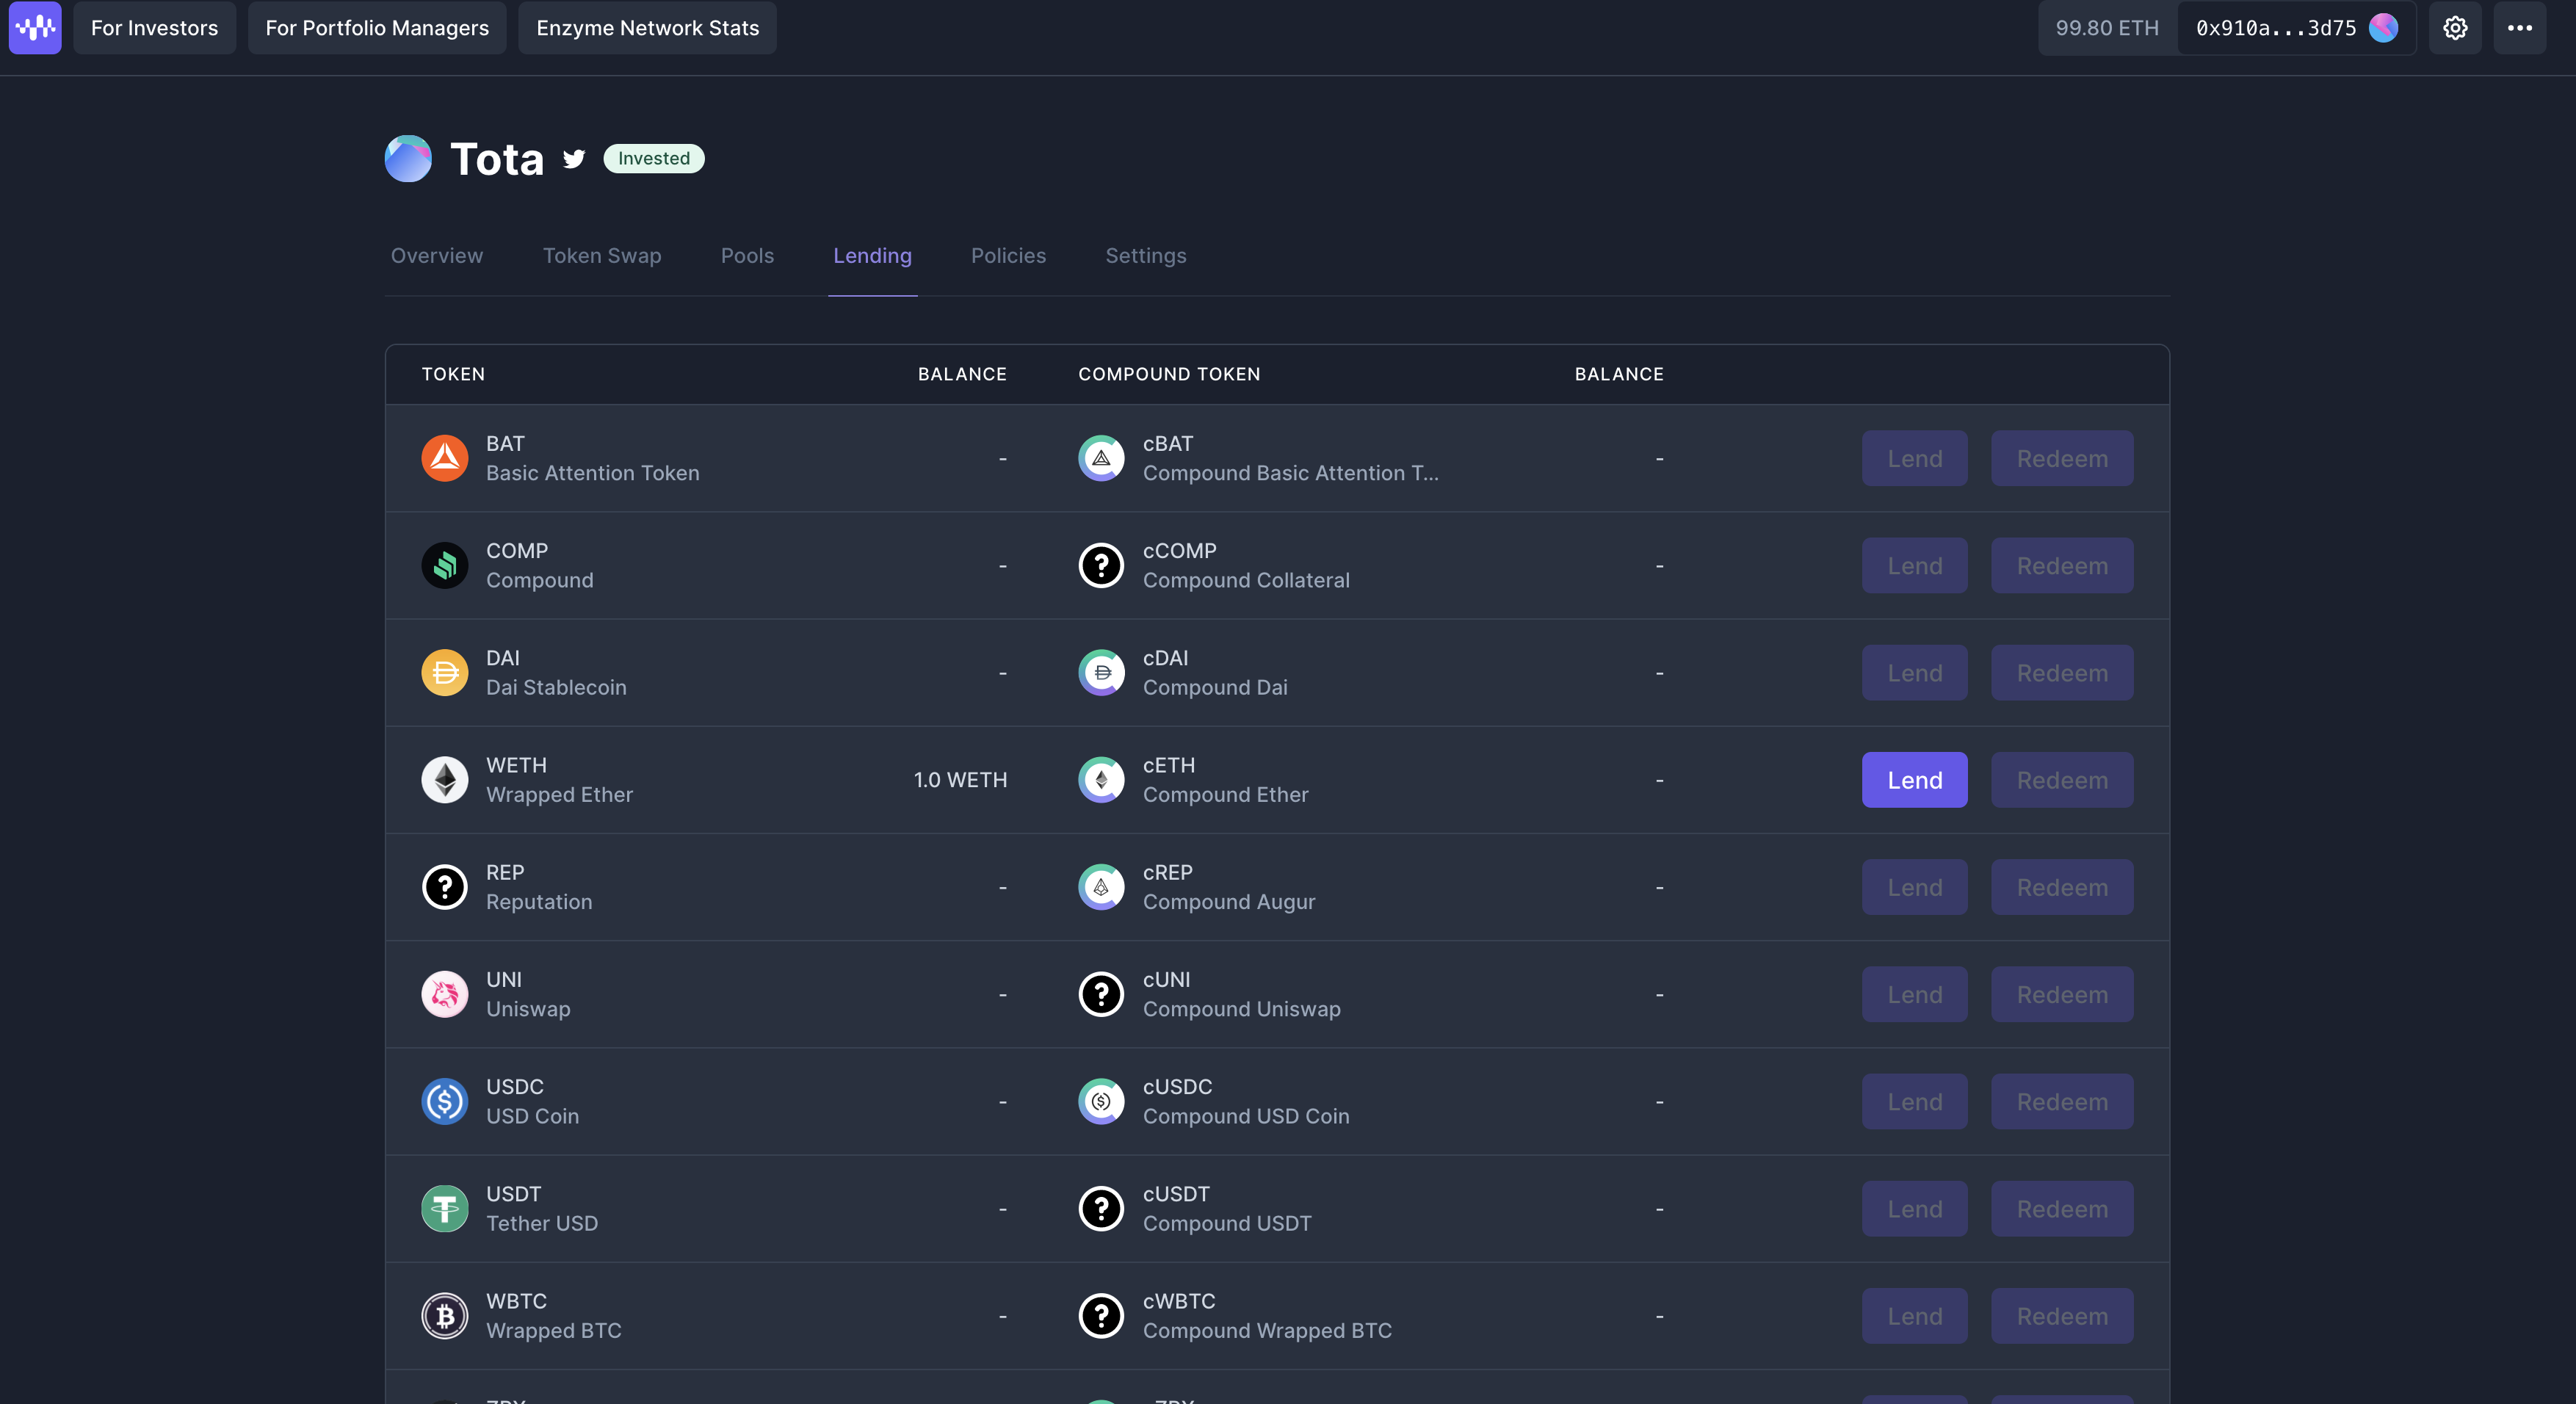 For Investors
For Portfolio Managers
Enzyme Network Stats
99.80 ETH
0x910a...3d75
Tota
Invested
Overview
Token Swap
Pools
Lending
Policies
Settings
TOKEN
BALANCE
COMPOUND TOKEN
BALANCE
BAT
Basic Attention Token
-
cBAT
Compound Basic Attention T...
-
Lend
Redeem
COMP
Compound
-
cCOMP
Compound Collateral
-
Lend
Redeem
DAI
Dai Stablecoin
-
cDAI
Compound Dai
-
Lend
Redeem
WETH
Wrapped Ether
1.0 WETH
cETH
Compound Ether
-
Lend
Redeem
REP
Reputation
-
cREP
Compound Augur
-
Lend
Redeem
UNI
Uniswap
-
cUNI
Compound Uniswap
-
Lend
Redeem
USDC
USD Coin
-
cUSDC
Compound USD Coin
-
Lend
Redeem
USDT
Tether USD
-
cUSDT
Compound USDT
-
Lend
Redeem
WBTC
Wrapped BTC
-
cWBTC
Compound Wrapped BTC
-
Lend
Redeem